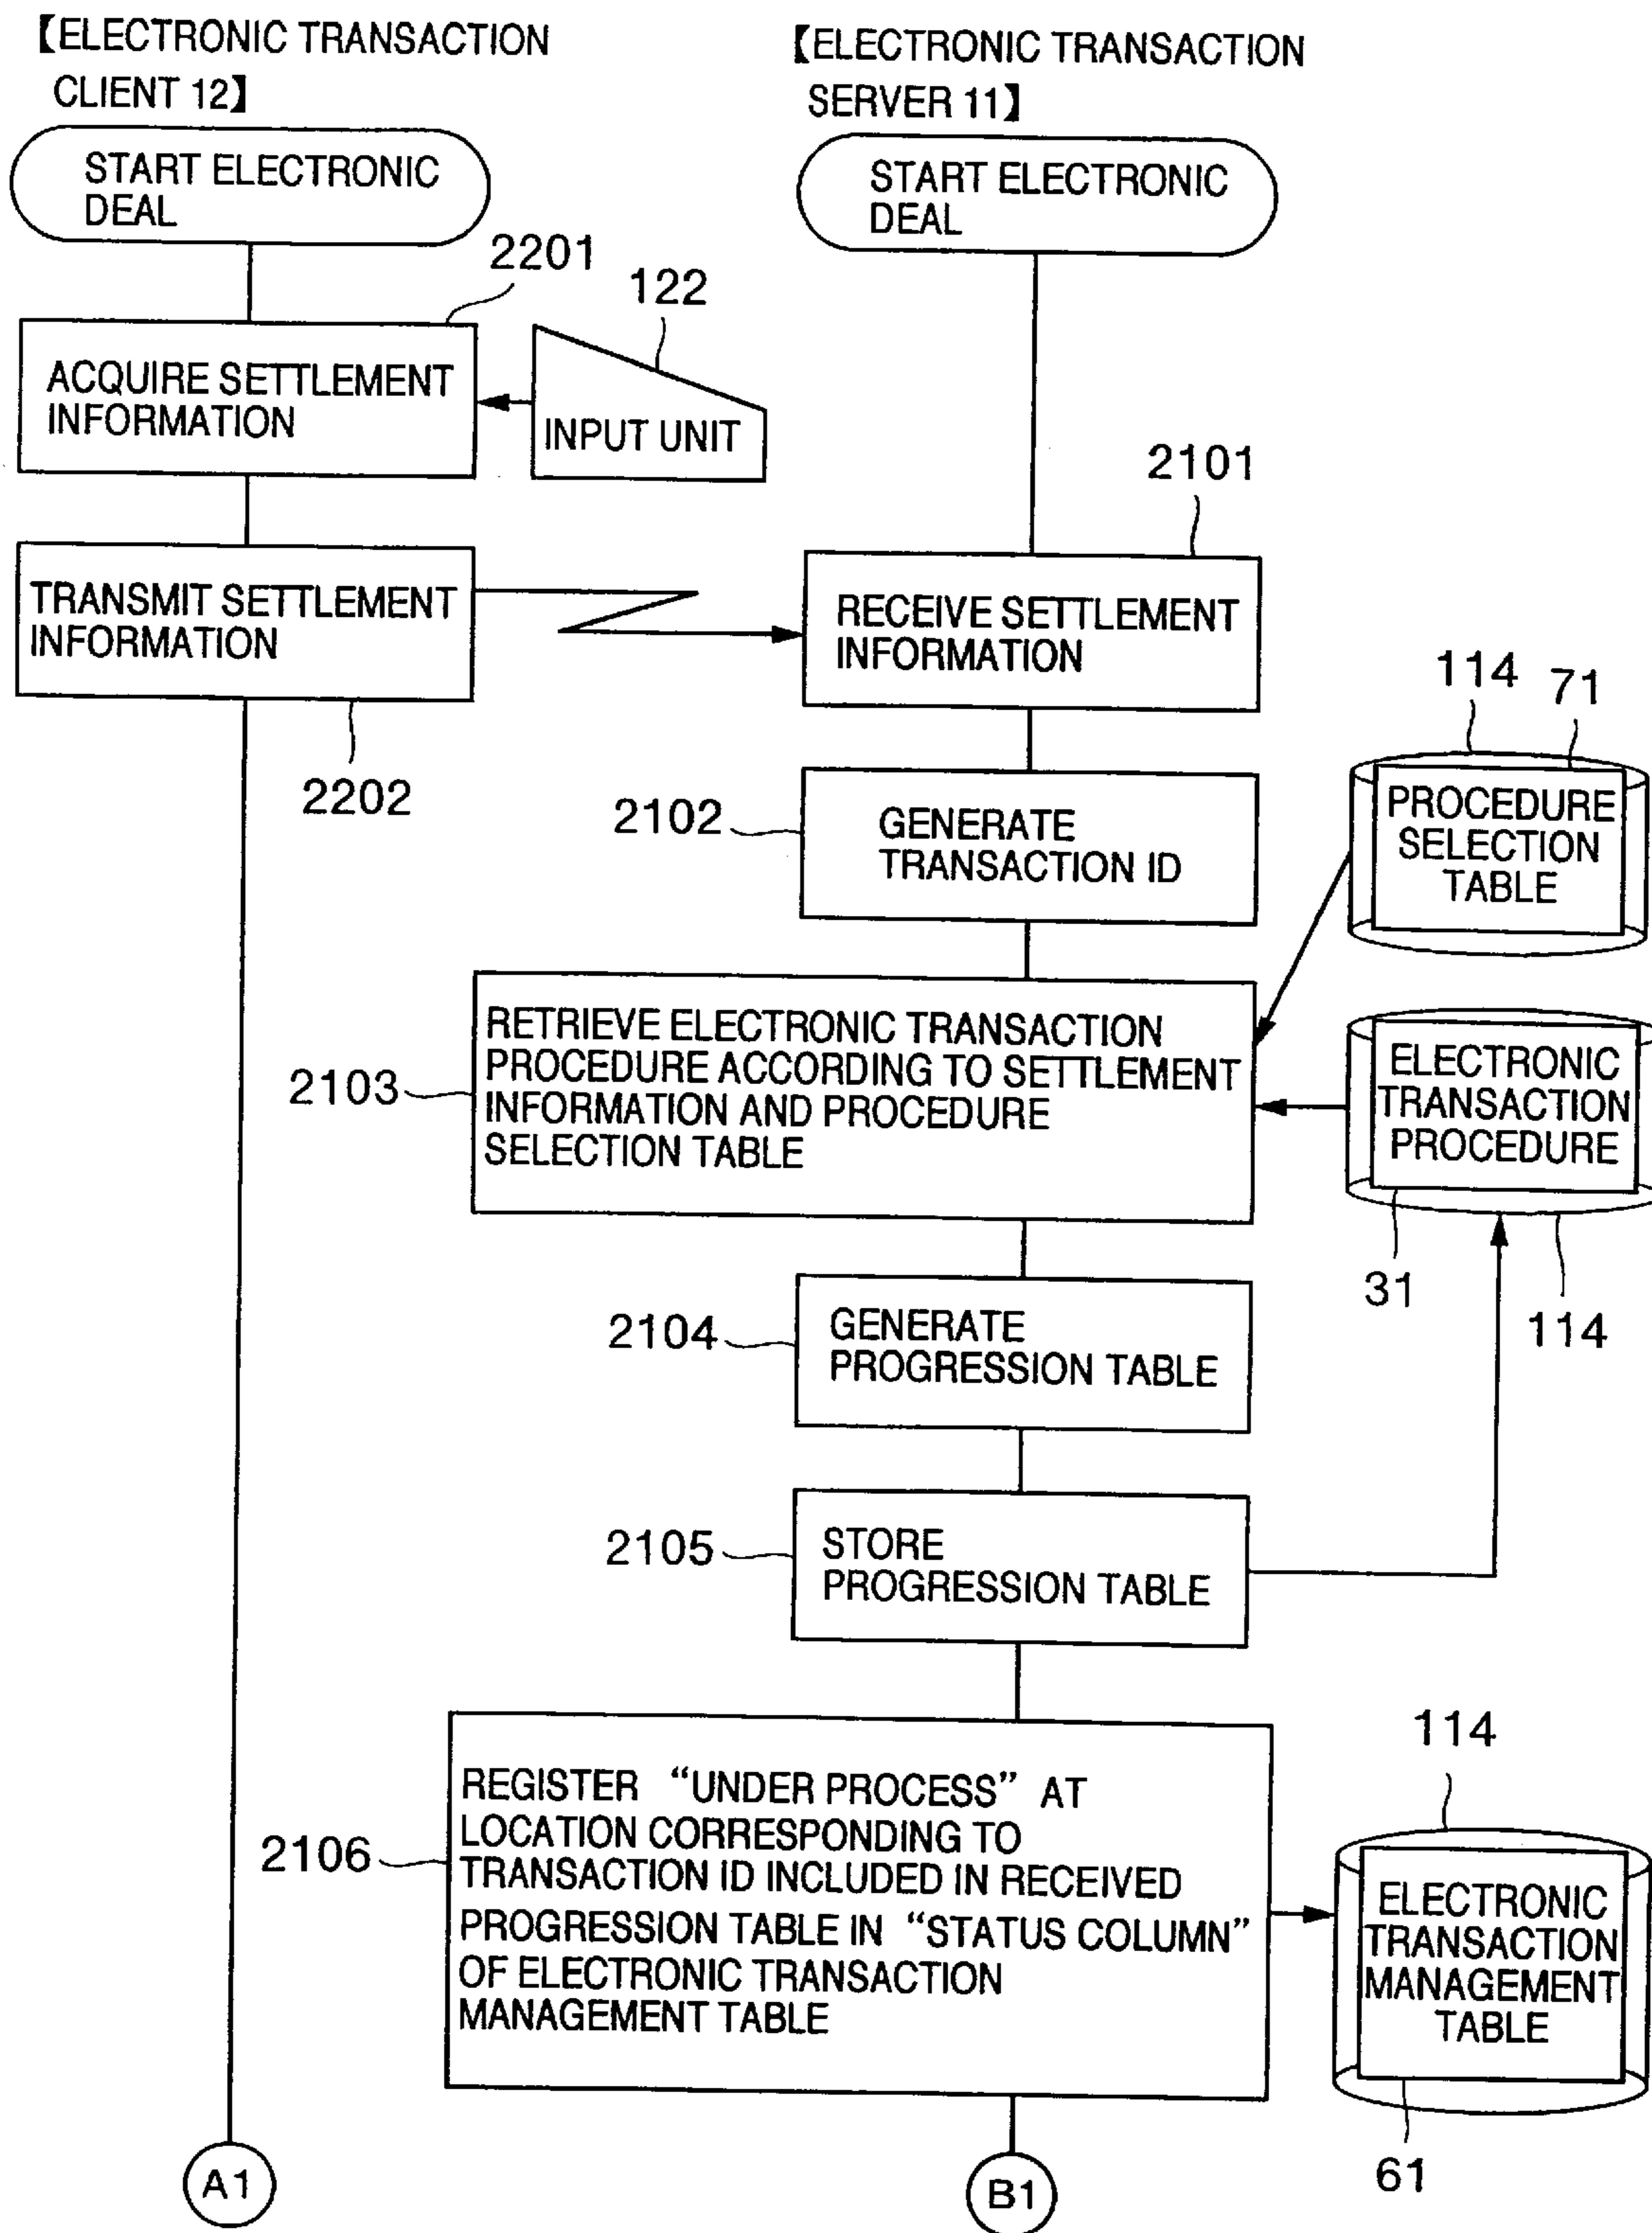 【ELECTRONIC TRANSACTION
CLIENT 12】
【ELECTRONIC TRANSACTION
SERVER 11】
START ELECTRONIC
DEAL
START ELECTRONIC
DEAL
2201
122
ACQUIRE SETTLEMENT
INFORMATION
INPUT UNIT
2101
TRANSMIT SETTLEMENT
INFORMATION
RECEIVE SETTLEMENT
INFORMATION
2202
114
71
2102
GENERATE
TRANSACTION ID
PROCEDURE
SELECTION
TABLE
2103
RETRIEVE ELECTRONIC TRANSACTION
PROCEDURE ACCORDING TO SETTLEMENT
INFORMATION AND PROCEDURE
SELECTION TABLE
ELECTRONIC
TRANSACTION
PROCEDURE
31
114
2104
GENERATE
PROGRESSION TABLE
2105
STORE
PROGRESSION TABLE
2106
REGISTER “UNDER PROCESS” AT
LOCATION CORRESPONDING TO
TRANSACTION ID INCLUDED IN RECEIVED
PROGRESSION TABLE IN “STATUS COLUMN”
OF ELECTRONIC TRANSACTION
MANAGEMENT TABLE
114
ELECTRONIC
TRANSACTION
MANAGEMENT
TABLE
61
A1
B1